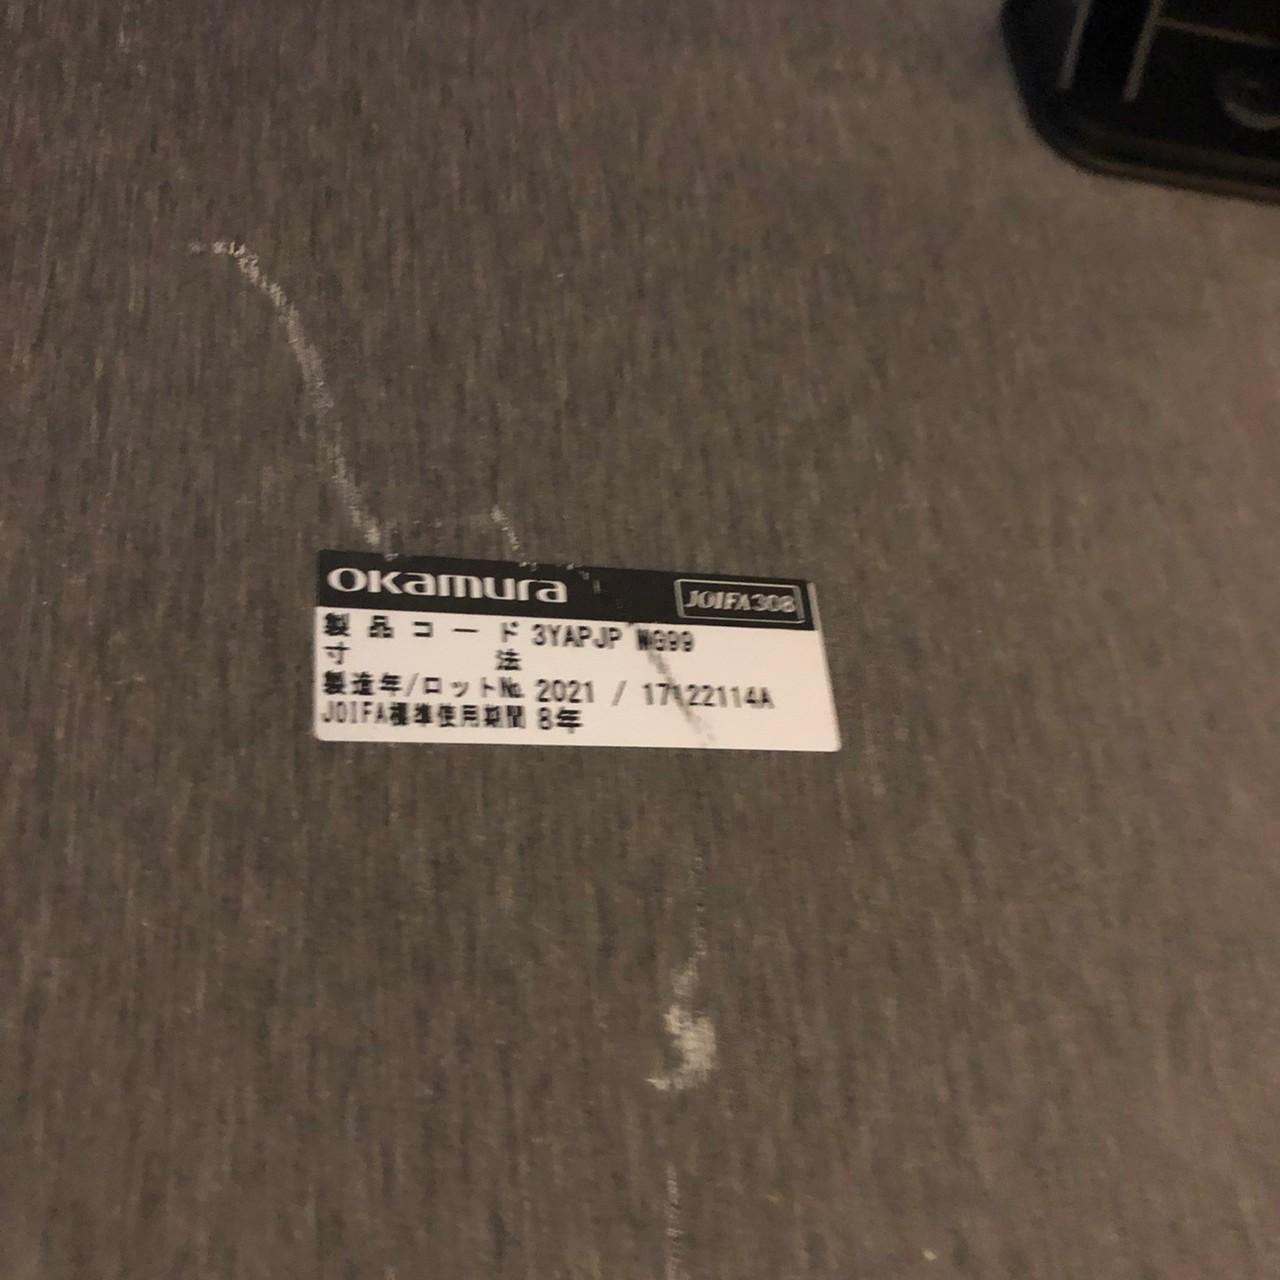 okamura JOIFA308
製品コード 3YAPJP WG99
寸法
製造年/ロット№ 2021 / 17122114A
JOIFA標準使用期間 8年